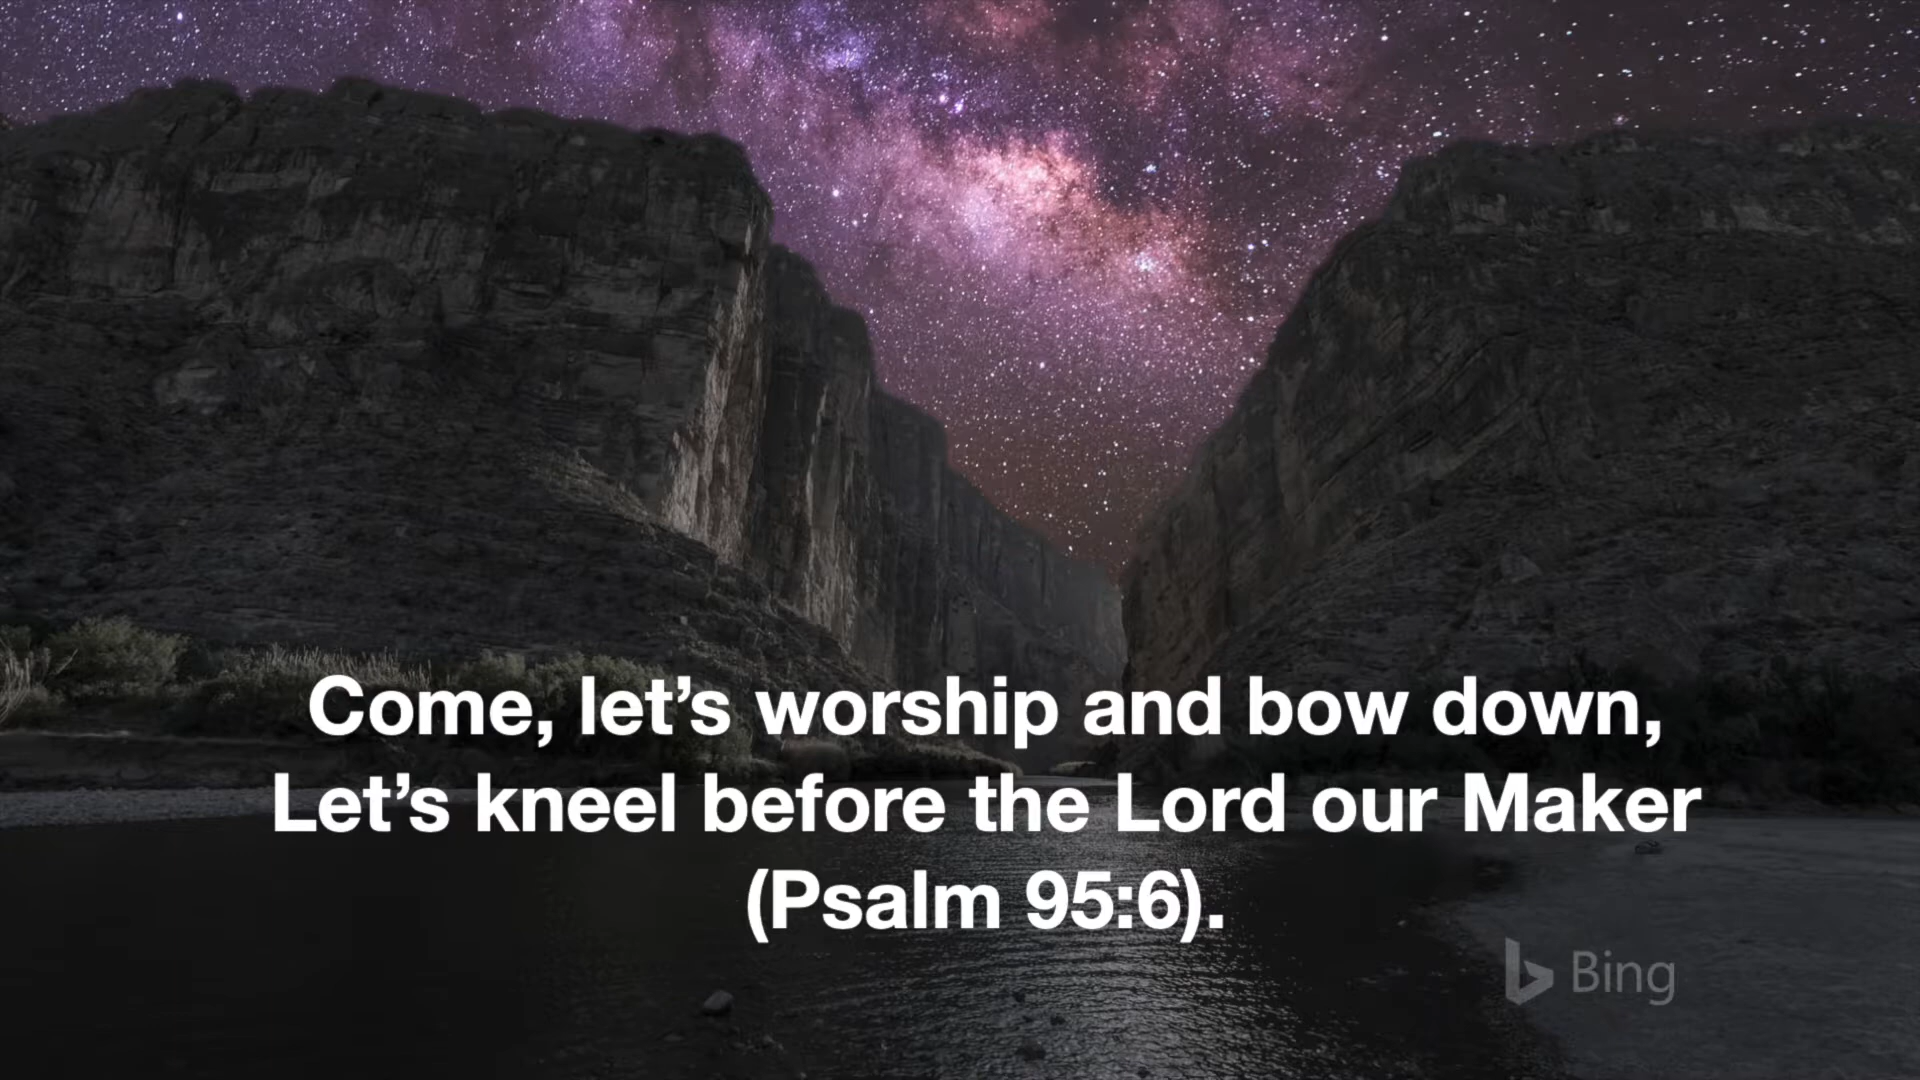 Come, let’s worship and bow down,
Let’s kneel before the Lord our Maker
(Psalm 95:6).
Bing